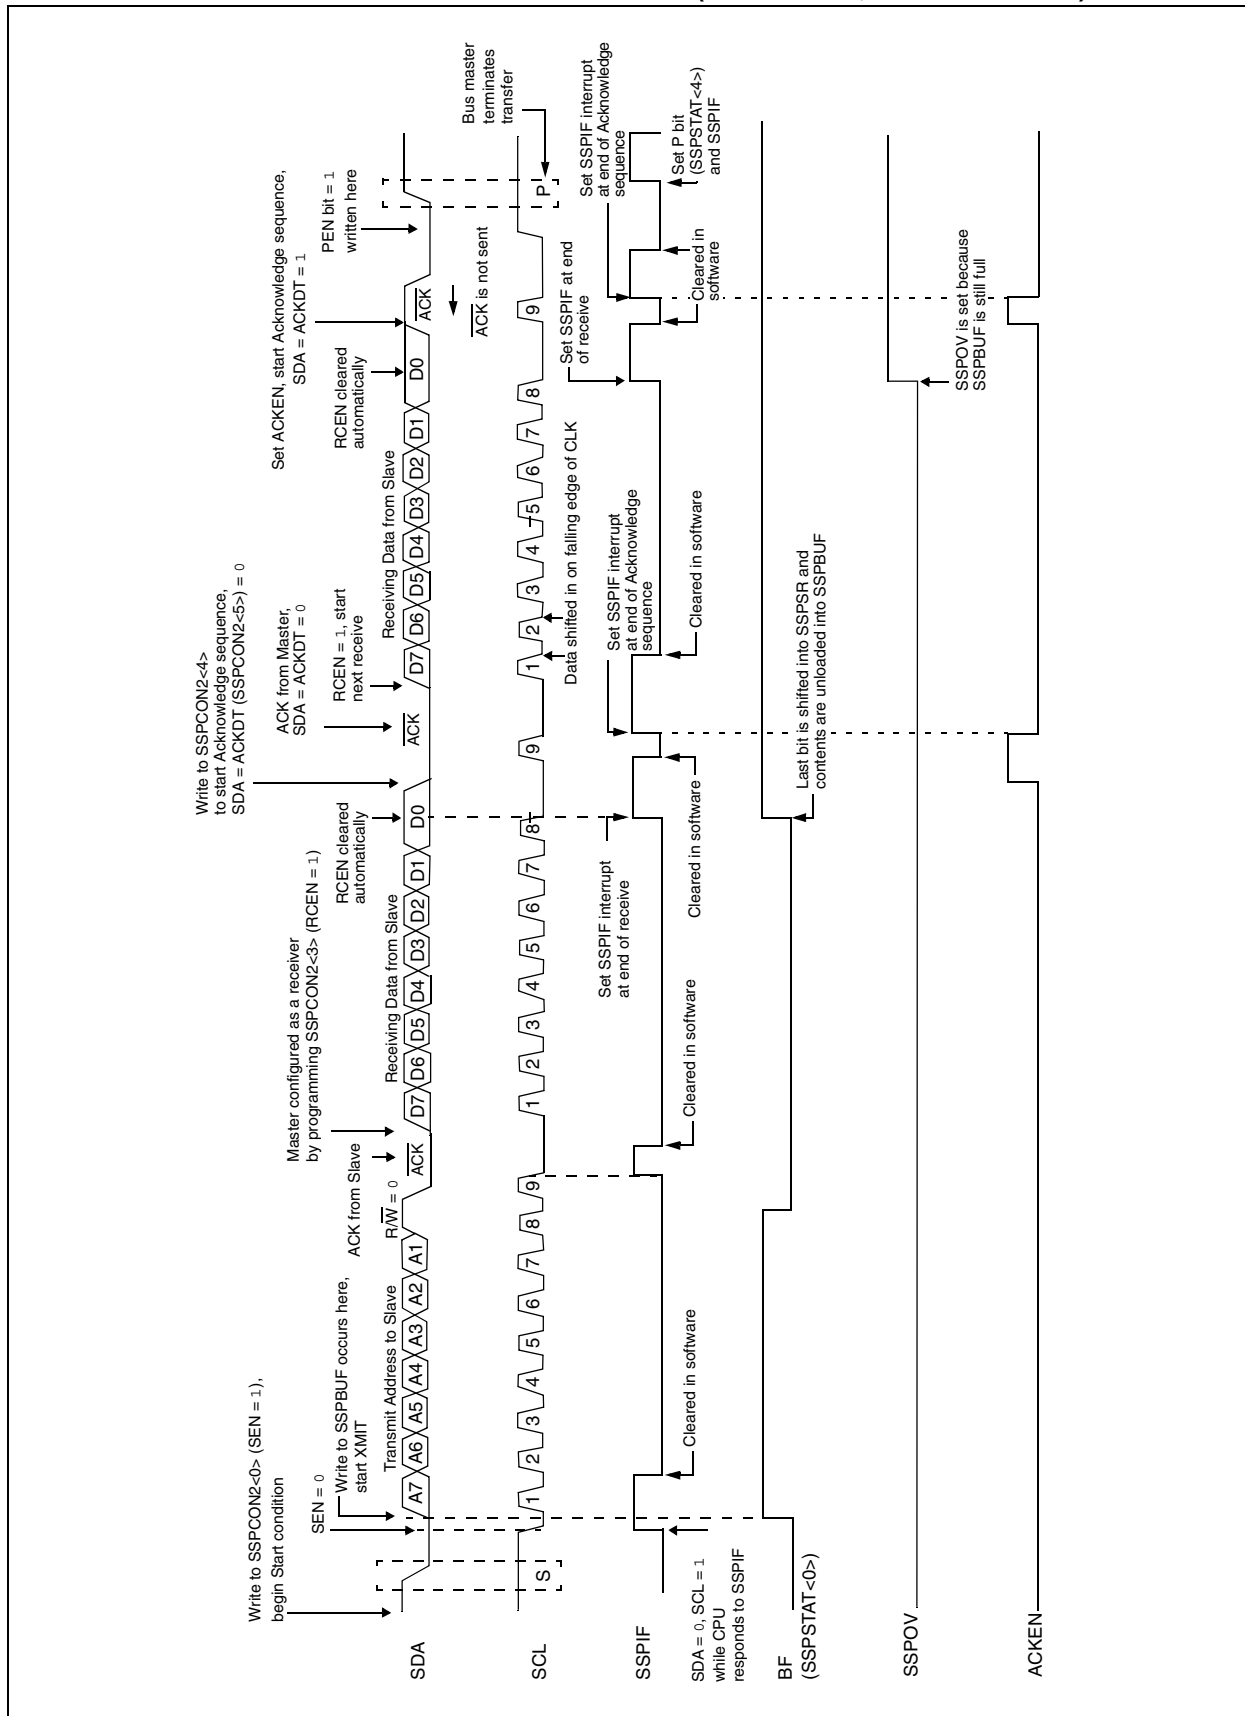 Write to SSPCON2<0> (SEN = 1),
begin Start condition
SEN = 0
Write to SSPBUF occurs here,
start XMIT
Transmit Address to Slave
ACK from Slave
R/W = 0
Master configured as a receiver
by programming SSPCON2<3> (RCEN = 1)
Receiving Data from Slave
RCEN cleared
automatically
Write to SSPCON2<4>
to start Acknowledge sequence,
SDA = ACKDT (SSPCON2<5>) = 0
ACK from Master,
SDA = ACKDT = 0
RCEN = 1, start
next receive
Receiving Data from Slave
RCEN cleared
automatically
Set ACKEN, start Acknowledge sequence,
SDA = ACKDT = 1
PEN bit = 1
written here
SDA
A7 A6 A5 A4 A3 A2 A1 ACK D7 D6 D5 D4 D3 D2 D1 D0 ACK D7 D6 D5 D4 D3 D2 D1 D0 ACK
ACK is not sent
Bus master
terminates
transfer
SCL
S 1 2 3 4 5 6 7 8 9 1 2 3 4 5 6 7 8 9 1 2 3 4 5 6 7 8 9 P
Data shifted in on falling edge of CLK
Set SSPIF interrupt
at end of receive
Set SSPIF interrupt
at end of Acknowledge
sequence
Set SSPIF at end
of receive
Set SSPIF interrupt
at end of Acknowledge
sequence
SSPIF
SDA = 0, SCL = 1
while CPU
responds to SSPIF
Cleared in software
Cleared in software
Cleared in software
Cleared in software
Cleared in
software
Set P bit
(SSPSTAT<4>)
and SSPIF
BF
(SSPSTAT<0>)
Last bit is shifted into SSPSR and
contents are unloaded into SSPBUF
SSPOV
SSPOV is set because
SSPBUF is still full
ACKEN